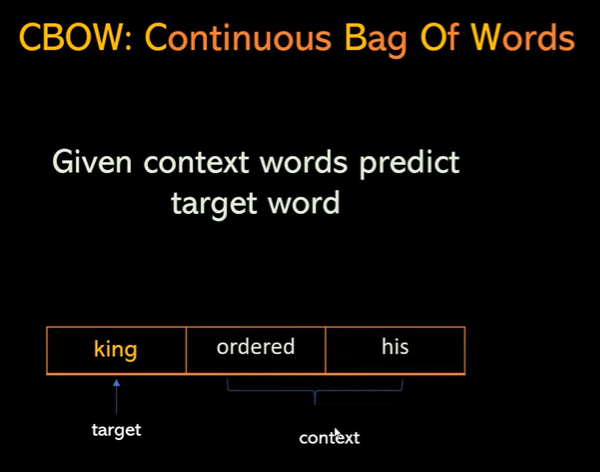 CBOW: Continuous Bag Of Words
Given context words predict
target word
king ordered his
target
context